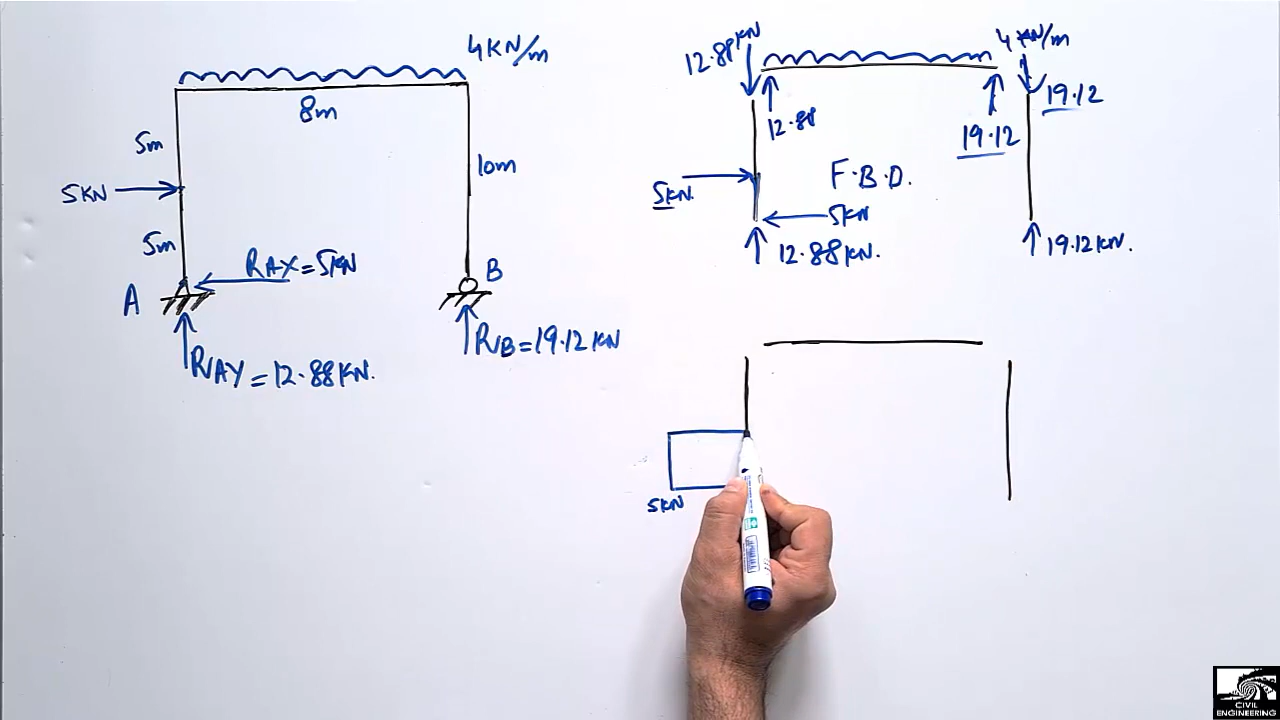 4KN/m
8m
5m
5KN
10m
5m
RAX=5KN
A
B
RB=19.12KN
RAY=12.88KN.
12.88KN
4KN/m
12.88
19.12
19.12
5KN.
F.B.D.
5KN
12.88KN.
19.12KN.
5KN
CIVIL
ENGINEERING